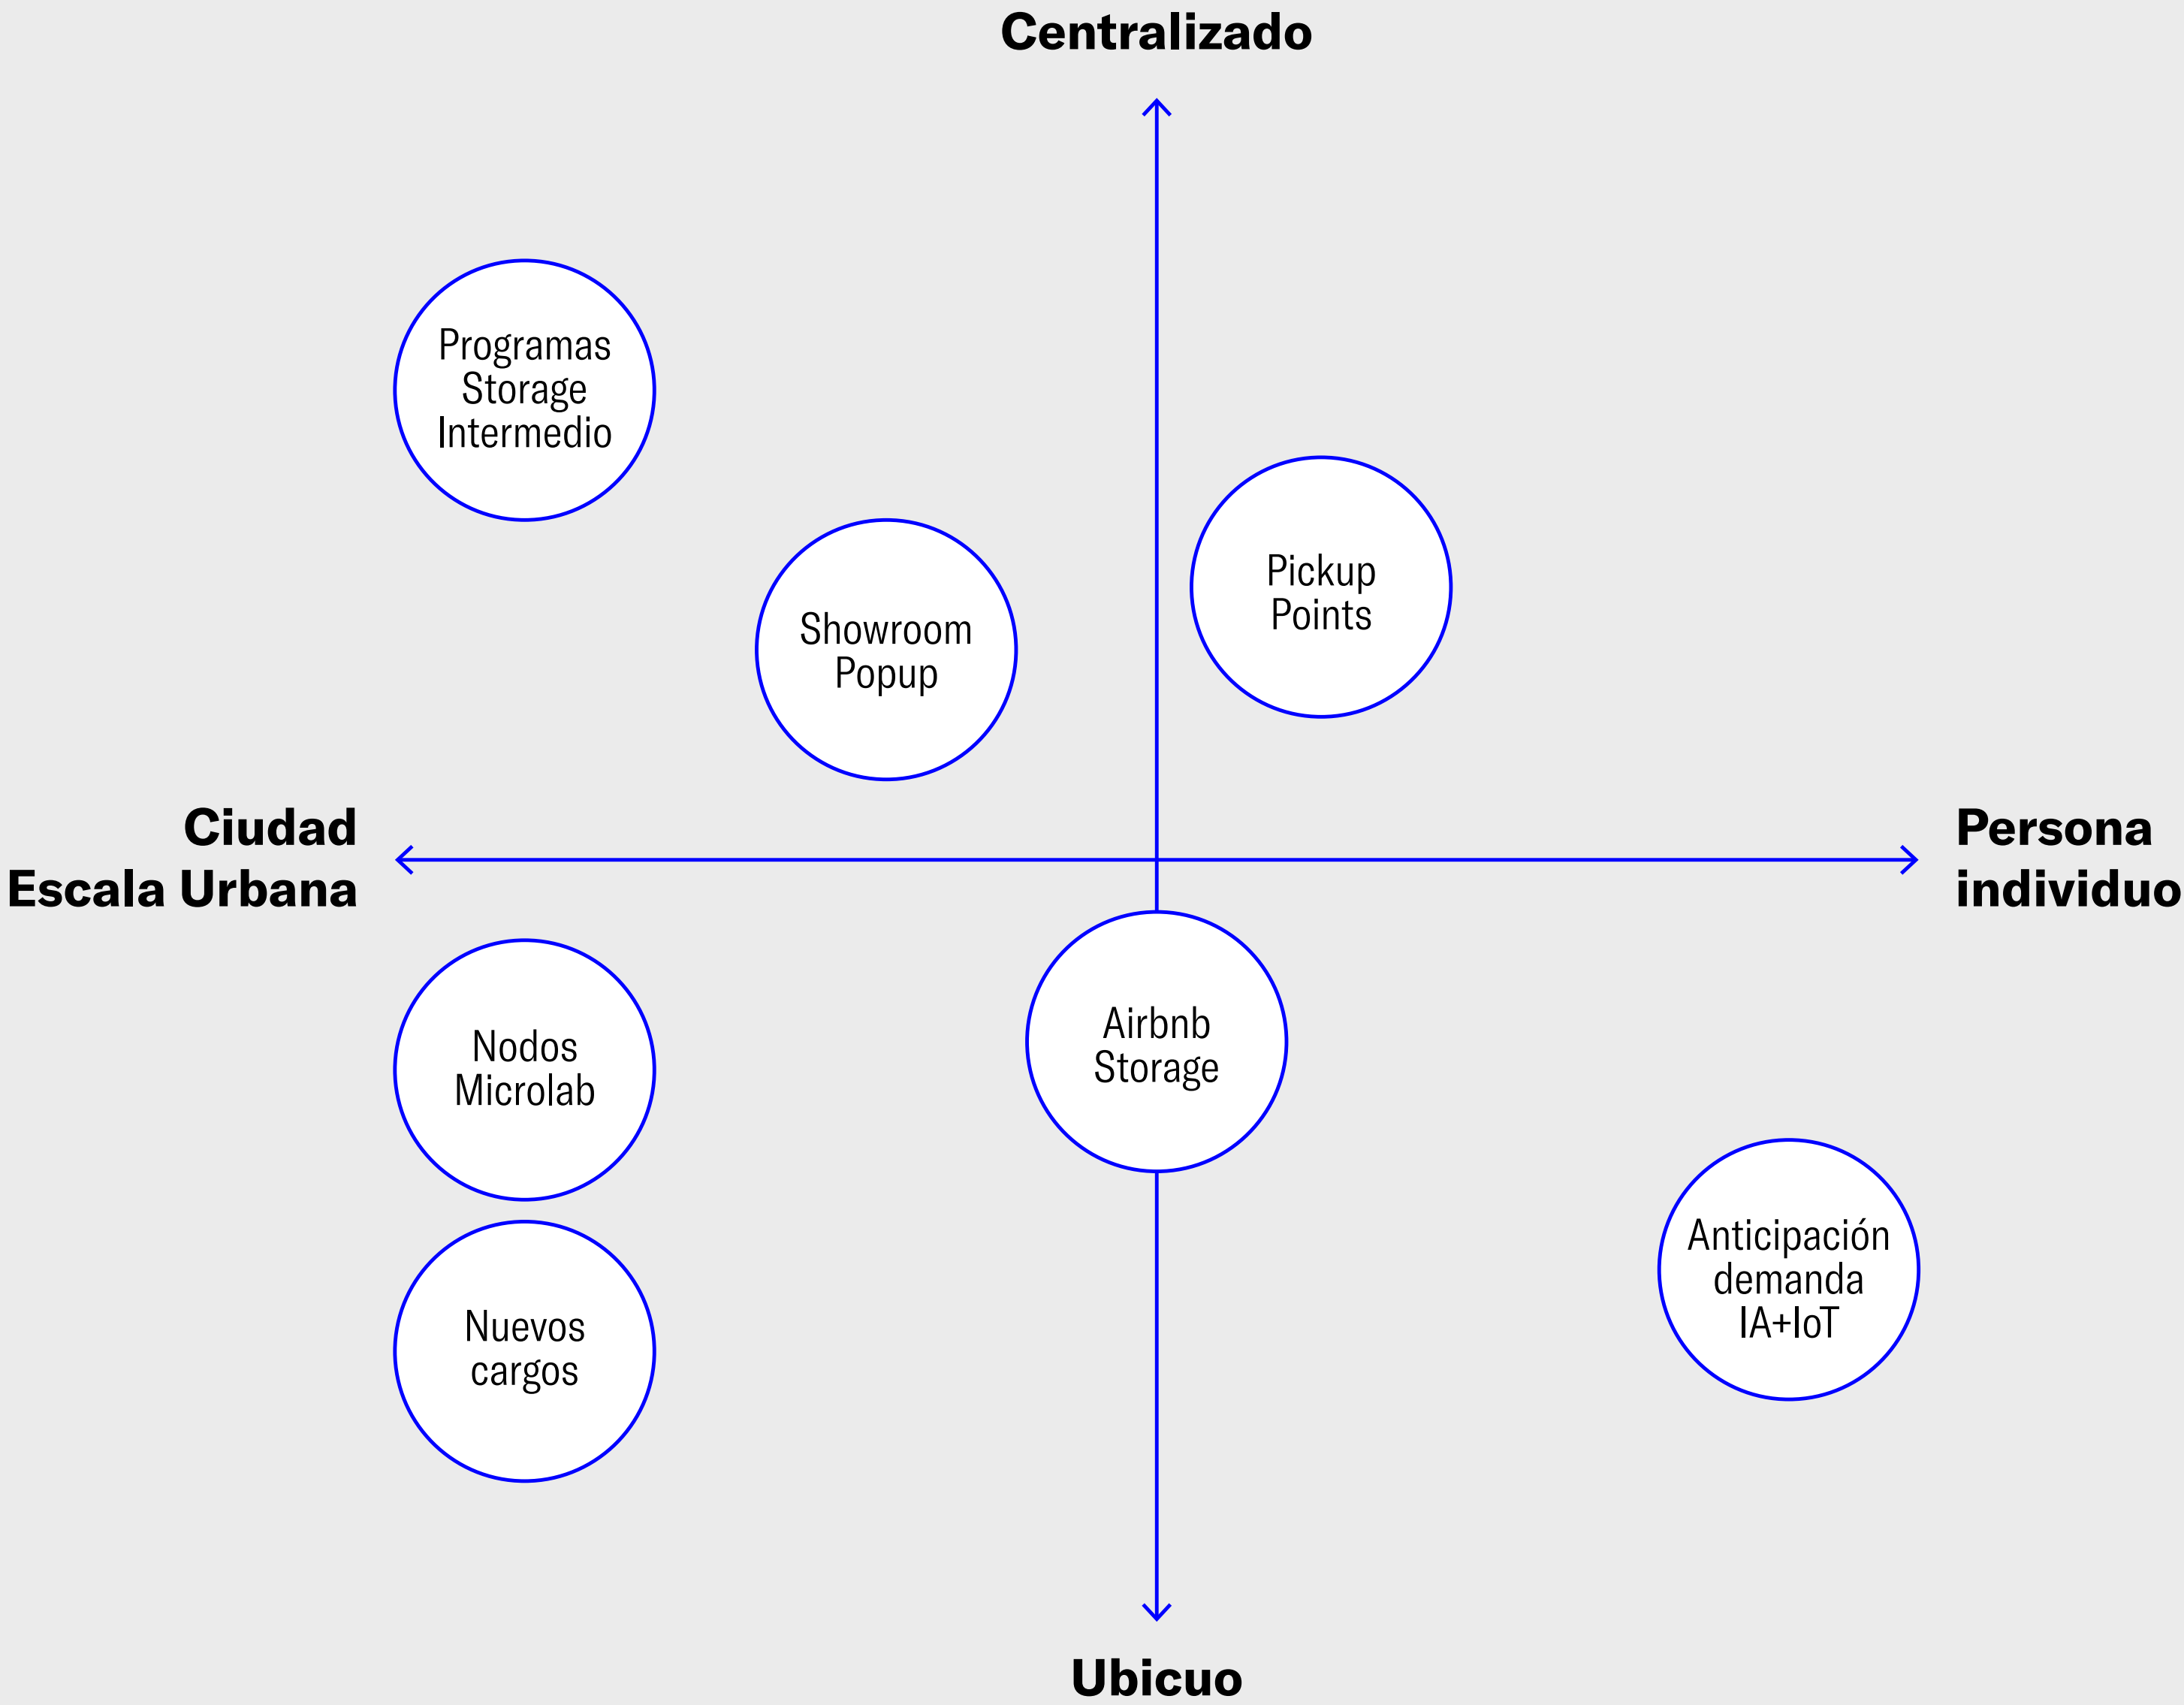 Centralizado
Programas
Storage
Intermedio
Pickup
Points
Showroom
Popup
Ciudad
Escala Urbana
Persona
individuo
Nodos
Microlab
Airbnb
Storage
Anticipación
demanda
IA+IoT
Nuevos
cargos
Ubicuo